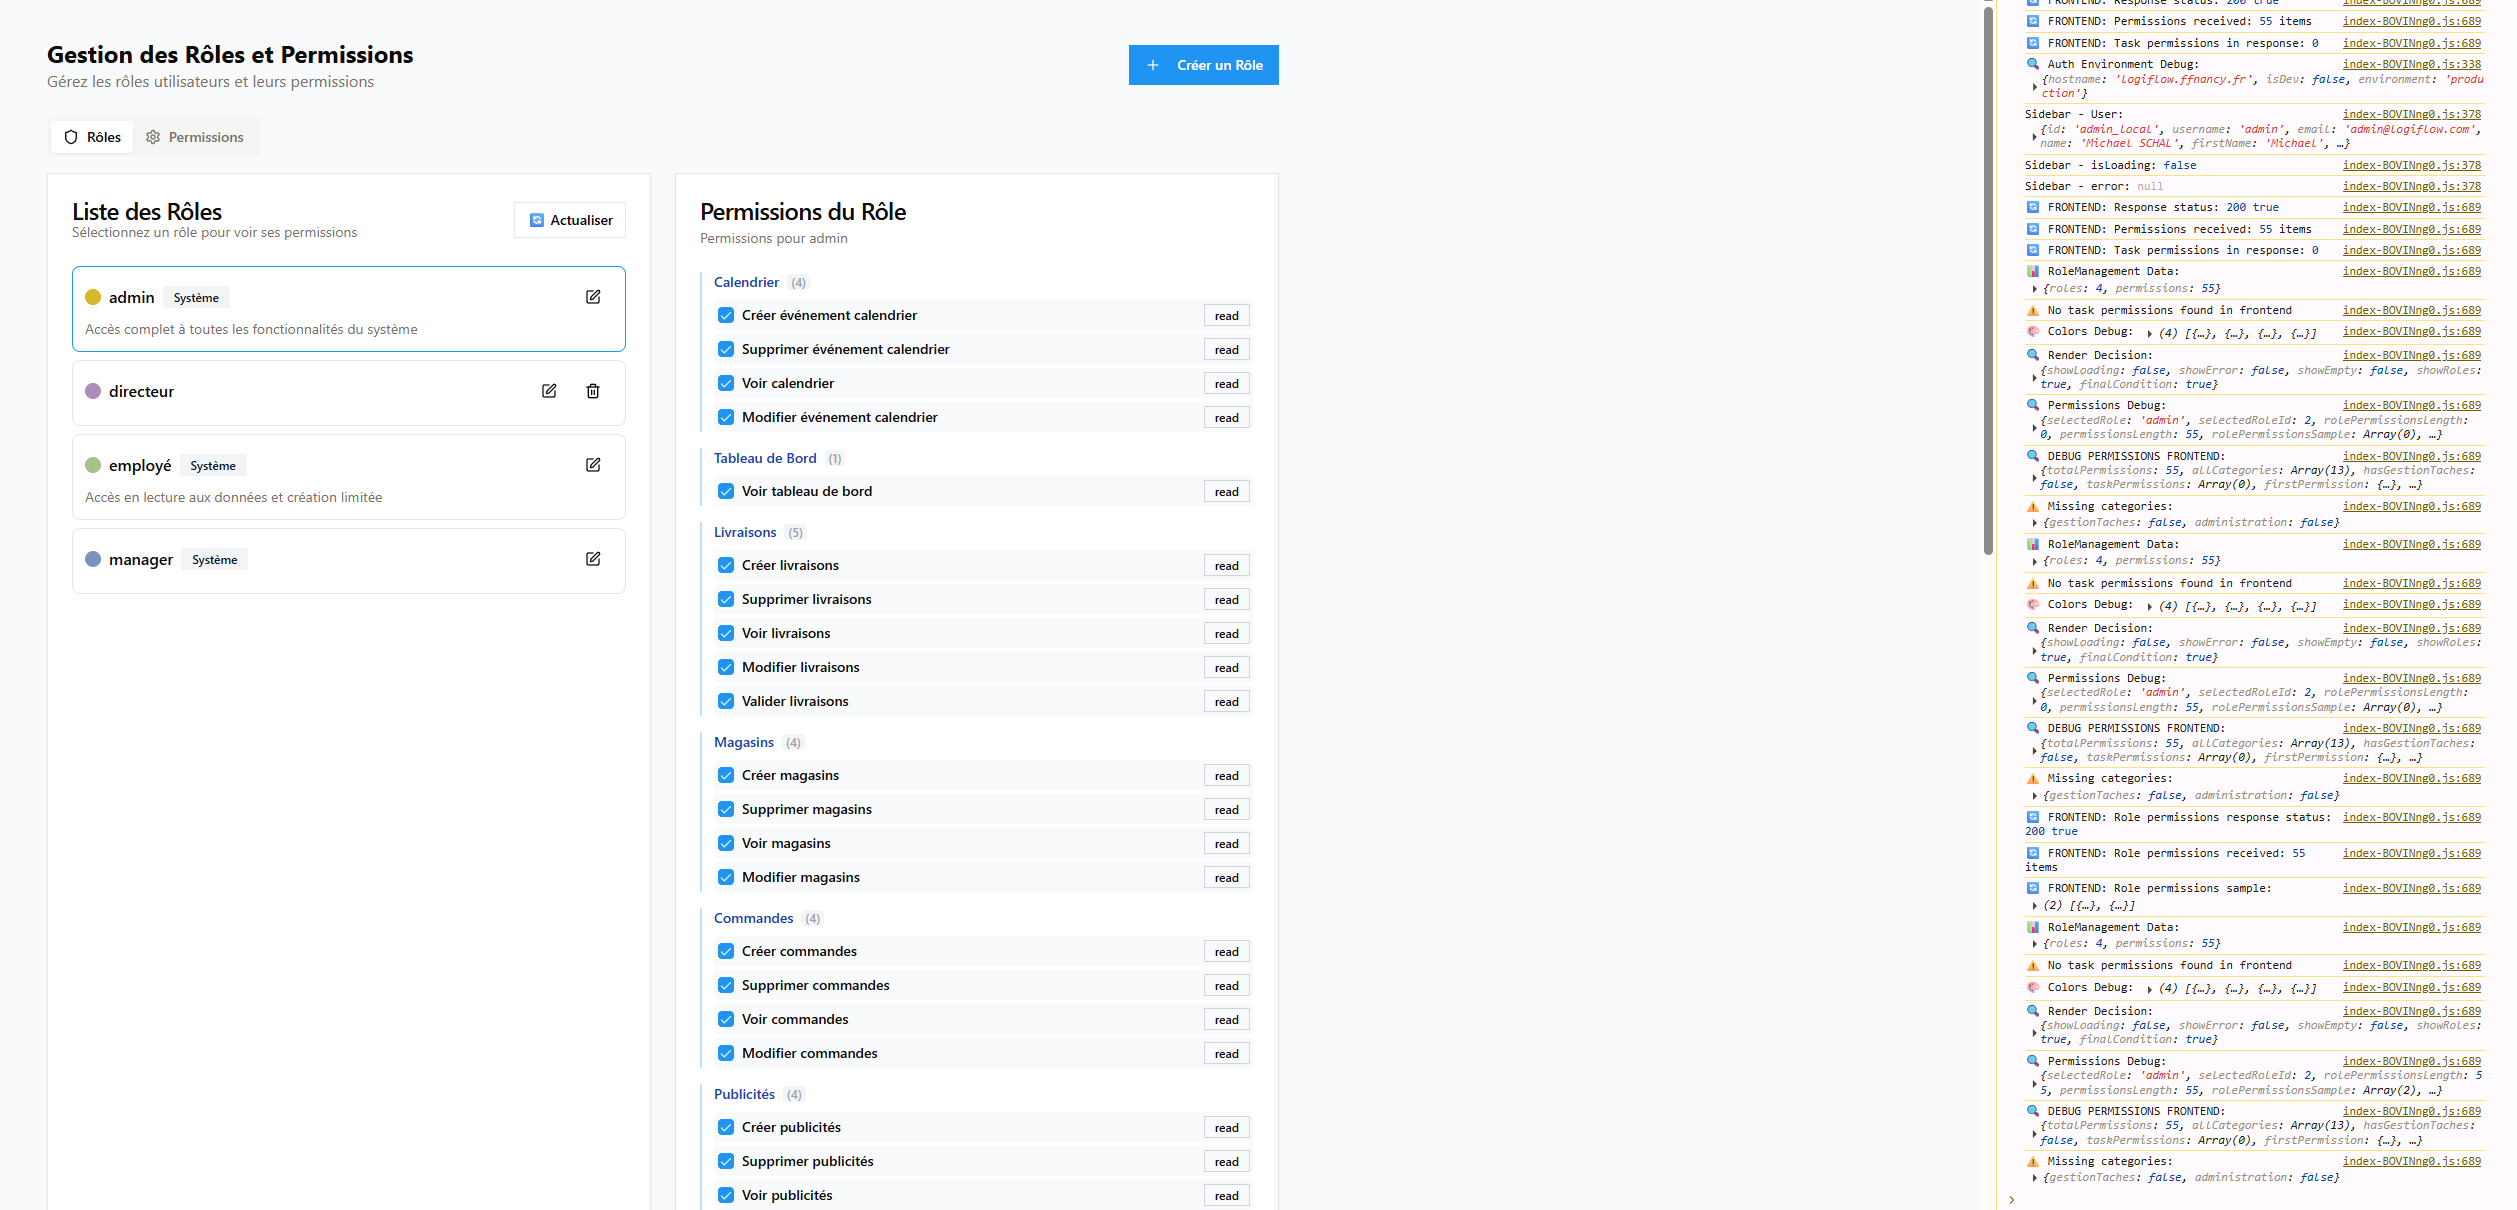 Gestion des Rôles et Permissions
Gérez les rôles utilisateurs et leurs permissions
Créer un Rôle
Rôles
Permissions
Liste des Rôles
Sélectionnez un rôle pour voir ses permissions
Actualiser
admin Système
Accès complet à toutes les fonctionnalités du système
directeur
employé Système
Accès en lecture aux données et création limitée
manager Système
Permissions du Rôle
Permissions pour admin
Calendrier (4)
Créer événement calendrier read
Supprimer événement calendrier read
Voir calendrier read
Modifier événement calendrier read
Tableau de Bord (1)
Voir tableau de bord read
Livraisons (5)
Créer livraisons read
Supprimer livraisons read
Voir livraisons read
Modifier livraisons read
Valider livraisons read
Magasins (4)
Créer magasins read
Supprimer magasins read
Voir magasins read
Modifier magasins read
Commandes (4)
Créer commandes read
Supprimer commandes read
Voir commandes read
Modifier commandes read
Publicités (4)
Créer publicités read
Supprimer publicités read
Voir publicités read
FRONTEND: Response status: 200 true index-BOVINng0.js:689
FRONTEND: Permissions received: 55 items index-BOVINng0.js:689
FRONTEND: Task permissions in response: 0 index-BOVINng0.js:689
Auth Environment Debug: index-BOVINng0.js:338
{hostname: 'logiflow.ffnancy.fr', isDev: false, environment: 'produ
ction'}
Sidebar - User: index-BOVINng0.js:378
{id: 'admin_local', username: 'admin', email: 'admin@logiflow.com',
name: 'Michael SCHAL', firstName: 'Michael', …}
Sidebar - isLoading: false index-BOVINng0.js:378
Sidebar - error: null index-BOVINng0.js:378
FRONTEND: Response status: 200 true index-BOVINng0.js:689
FRONTEND: Permissions received: 55 items index-BOVINng0.js:689
FRONTEND: Task permissions in response: 0 index-BOVINng0.js:689
RoleManagement Data: index-BOVINng0.js:689
{roles: 4, permissions: 55}
No task permissions found in frontend index-BOVINng0.js:689
Colors Debug: (4) [{…}, {…}, {…}, {…}] index-BOVINng0.js:689
Render Decision: index-BOVINng0.js:689
{showLoading: false, showError: false, showEmpty: false, showRoles:
true, finalCondition: true}
Permissions Debug: index-BOVINng0.js:689
{selectedRole: 'admin', selectedRoleId: 2, rolePermissionsLength:
0, permissionsLength: 55, rolePermissionsSample: Array(0), …}
DEBUG PERMISSIONS FRONTEND: index-BOVINng0.js:689
{totalPermissions: 55, allCategories: Array(13), hasGestionTaches:
false, taskPermissions: Array(0), firstPermission: {…}, …}
Missing categories: index-BOVINng0.js:689
{gestionTaches: false, administration: false}
RoleManagement Data: index-BOVINng0.js:689
{roles: 4, permissions: 55}
No task permissions found in frontend index-BOVINng0.js:689
Colors Debug: (4) [{…}, {…}, {…}, {…}] index-BOVINng0.js:689
Render Decision: index-BOVINng0.js:689
{showLoading: false, showError: false, showEmpty: false, showRoles:
true, finalCondition: true}
Permissions Debug: index-BOVINng0.js:689
{selectedRole: 'admin', selectedRoleId: 2, rolePermissionsLength:
0, permissionsLength: 55, rolePermissionsSample: Array(0), …}
DEBUG PERMISSIONS FRONTEND: index-BOVINng0.js:689
{totalPermissions: 55, allCategories: Array(13), hasGestionTaches:
false, taskPermissions: Array(0), firstPermission: {…}, …}
Missing categories: index-BOVINng0.js:689
{gestionTaches: false, administration: false}
FRONTEND: Role permissions response status: index-BOVINng0.js:689
200 true
FRONTEND: Role permissions received: 55 index-BOVINng0.js:689
items
FRONTEND: Role permissions sample: index-BOVINng0.js:689
(2) [{…}, {…}]
RoleManagement Data: index-BOVINng0.js:689
{roles: 4, permissions: 55}
No task permissions found in frontend index-BOVINng0.js:689
Colors Debug: (4) [{…}, {…}, {…}, {…}] index-BOVINng0.js:689
Render Decision: index-BOVINng0.js:689
{showLoading: false, showError: false, showEmpty: false, showRoles:
true, finalCondition: true}
Permissions Debug: index-BOVINng0.js:689
{selectedRole: 'admin', selectedRoleId: 2, rolePermissionsLength: 5
5, permissionsLength: 55, rolePermissionsSample: Array(2), …}
DEBUG PERMISSIONS FRONTEND: index-BOVINng0.js:689
{totalPermissions: 55, allCategories: Array(13), hasGestionTaches:
false, taskPermissions: Array(0), firstPermission: {…}, …}
Missing categories: index-BOVINng0.js:689
{gestionTaches: false, administration: false}